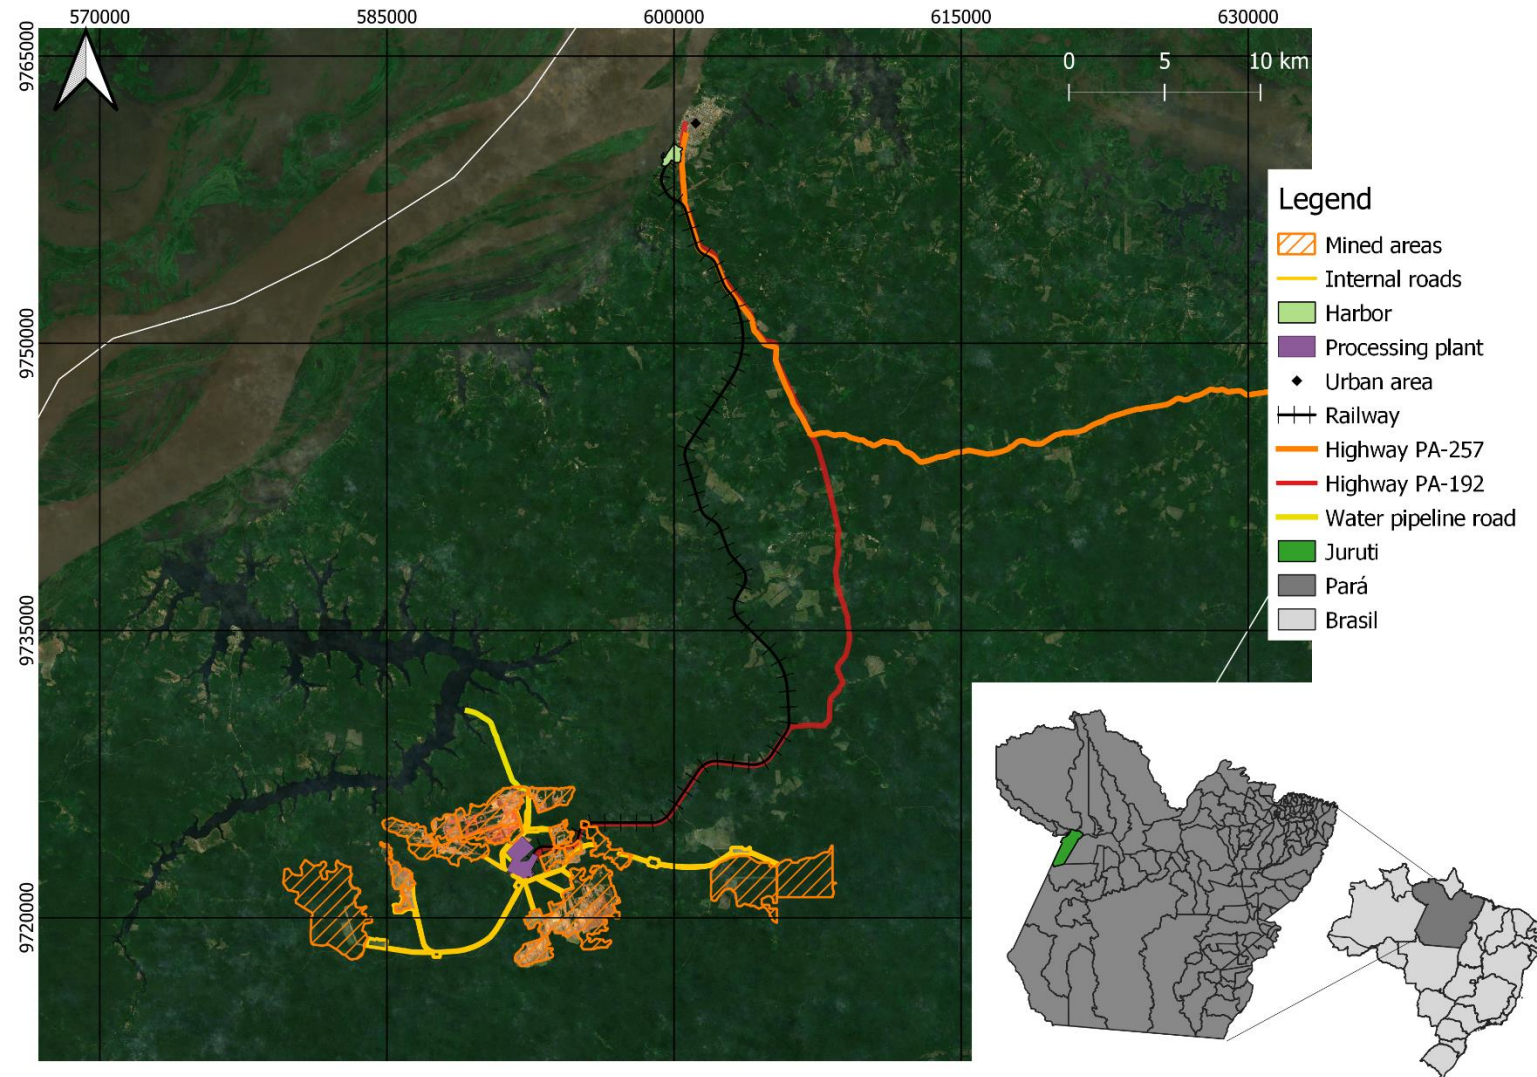 570000
585000
600000
615000
630000
9765000
9750000
9735000
9720000
0
5
10 km
Legend
Mined areas
Internal roads
Harbor
Processing plant
Urban area
Railway
Highway PA-257
Highway PA-192
Water pipeline road
Juruti
Pará
Brasil